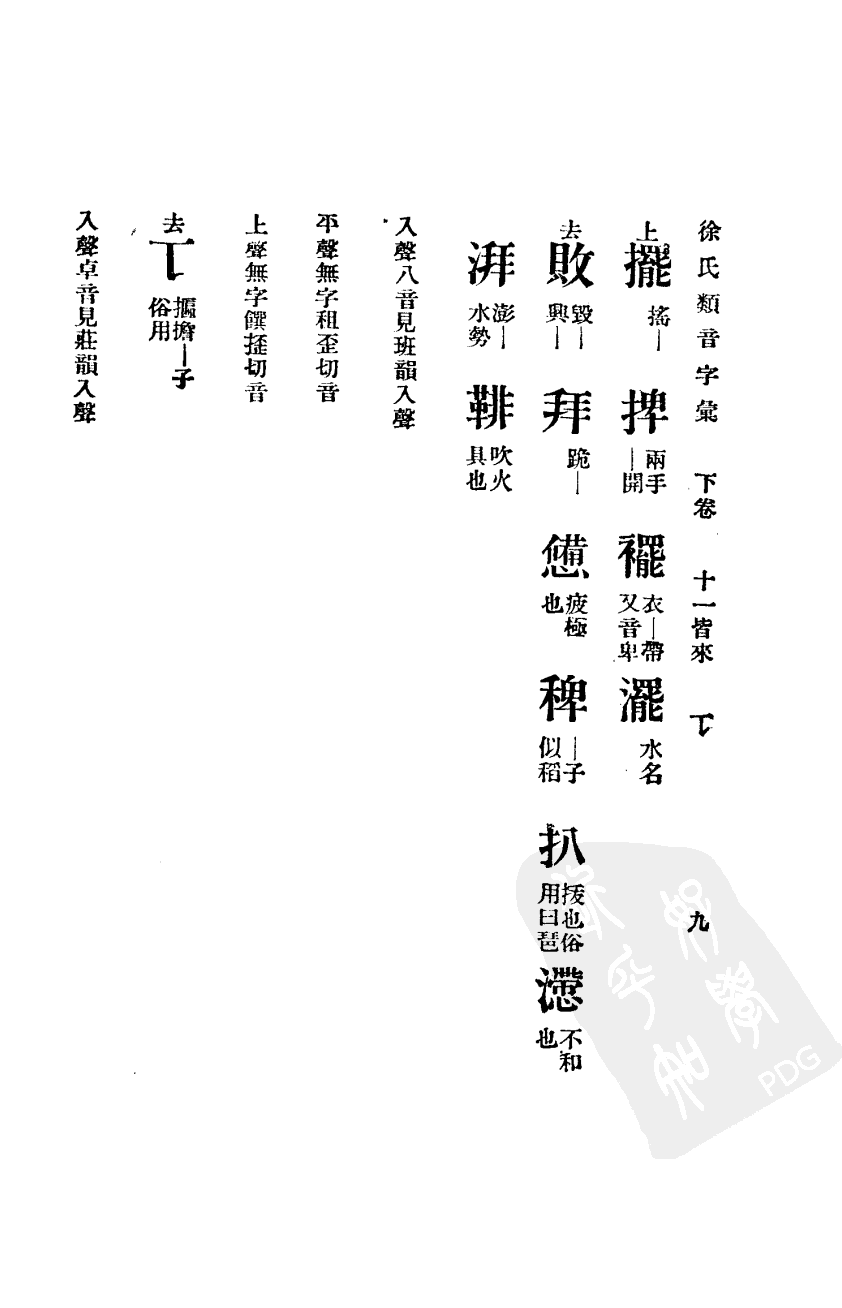 徐氏類音字彙　下卷　十一皆來　㇀　九
上　擺搖｜　捭兩手｜開　襬衣｜帶又音卑　灑水名
去　敗毀｜興｜　拜跪｜　憊疲極也　稗｜子似稻　扒拔也俗用曰琶　不和也
湃澎｜水勢　鞴吹火具也
入聲八音見班韻入聲
平聲無字租歪切音
上聲無字饌搓切音
去　擔｜子俗用
入聲卓音見莊韻入聲
PDG